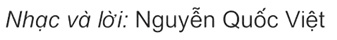 Nhạc và lời: Nguyễn Quốc Việt